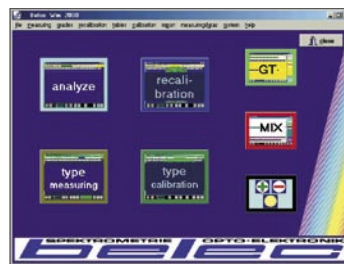 Belec Win 2000
file measuring grades recalibration tables calibration report measuringdatas system help
close
analyze
recali-
bration
GT
MIX
type
measuring
type
calibration
SPEKTROMETRIE OPTO-ELEKTRONIK
belec